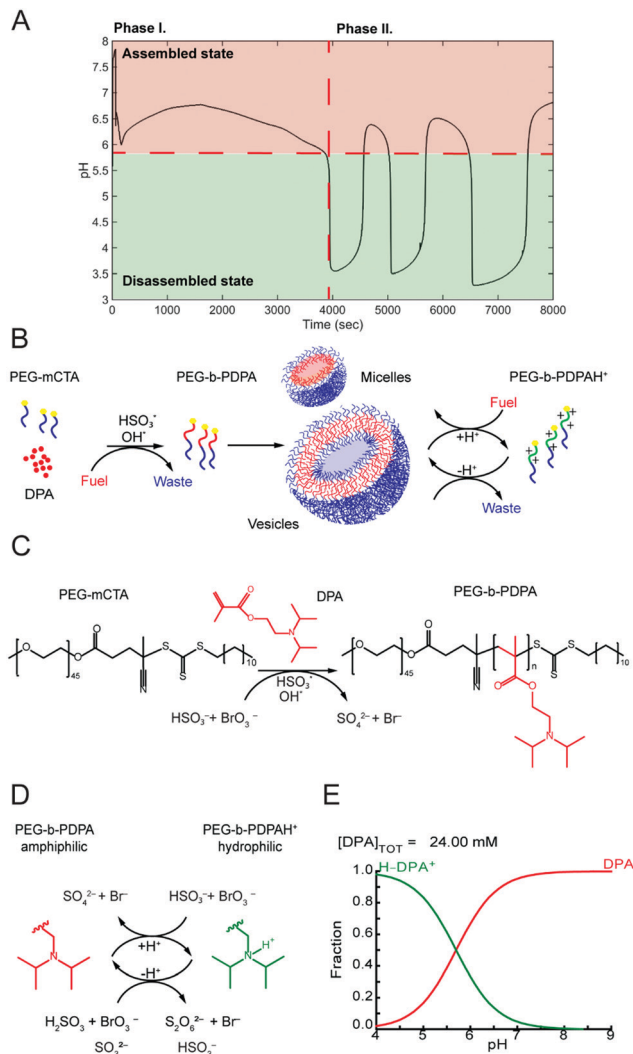 A
Phase I.
Phase II.
8
7.5
7
6.5
6
5.5
5
4.5
4
3.5
3
pH
Assembled state
Disassembled state
0
1000
2000
3000
4000
5000
6000
7000
8000
Time (sec)
B
PEG-mCTA
PEG-b-PDPA
Micelles
PEG-b-PDPAH⁺
HSO₃•
OH•
Fuel
Waste
DPA
Fuel
+H⁺
-H⁺
Waste
Vesicles
C
PEG-mCTA
DPA
PEG-b-PDPA
HSO₃•
OH•
HSO₃⁻+ BrO₃⁻
SO₄²⁻ + Br⁻
O
45
O
O
N
S
S
S
10
O
O
N
O
45
O
O
N
n
S
S
S
10
O
O
N
D
PEG-b-PDPA
amphiphilic
PEG-b-PDPAH⁺
hydrophilic
SO₄²⁻ + Br⁻
HSO₃⁻+ BrO₃⁻
+H⁺
-H⁺
N
N
H⁺
H₂SO₃ + BrO₃⁻
SO₃²⁻
S₂O₆²⁻ + Br⁻
HSO₃⁻
E
[DPA]TOT = 24.00 mM
H–DPA⁺
DPA
1.0
0.8
0.6
0.4
0.2
0.0
Fraction
4
5
6
7
8
9
pH